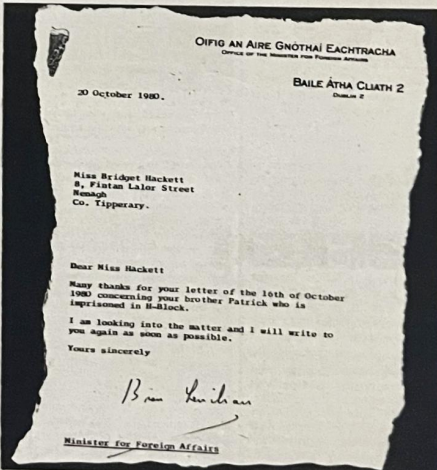 OIFIG AN AIRE GNÓTHAÍ EACHTRACHA
OFFICE OF THE MINISTER FOR FOREIGN AFFAIRS
BAILE ÁTHA CLIATH 2
DUBLIN 2
20 October 1980.
Miss Bridget Hackett
8, Fintan Lalor Street
Nenagh
Co. Tipperary.
Dear Miss Hackett
Many thanks for your letter of the 16th of October
1980 concerning your brother Patrick who is
imprisoned in H-Block.
I am looking into the matter and I will write to
you again as soon as possible.
Yours sincerely
Brian Lenihan
Minister for Foreign Affairs